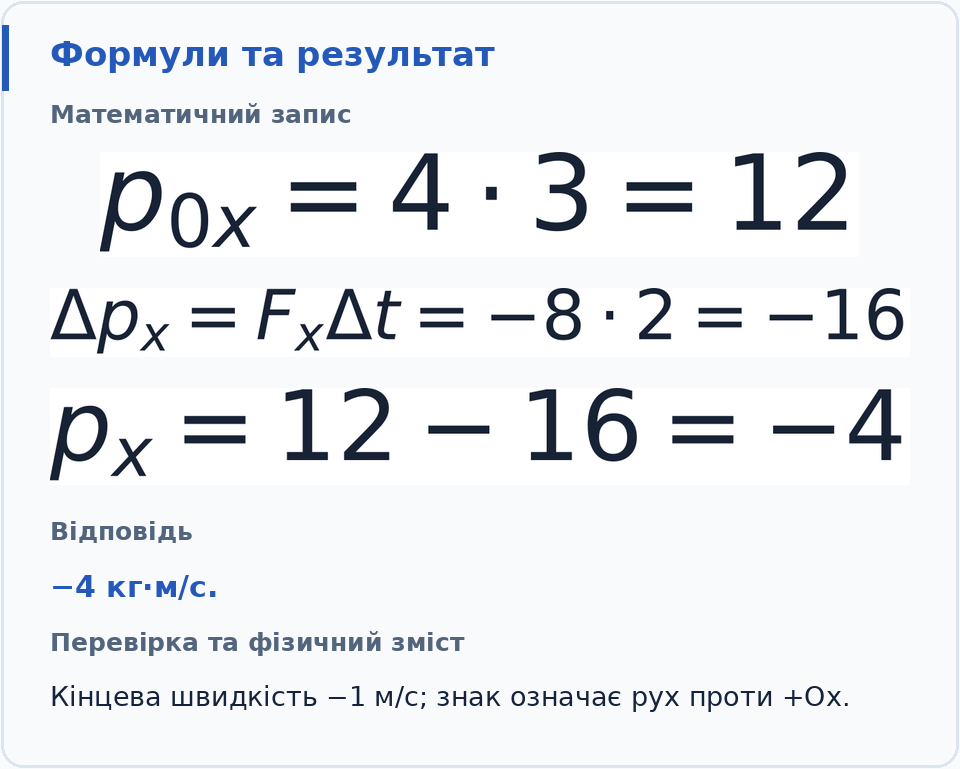 Формули та результат
Математичний запис
p₀ₓ = 4 · 3 = 12
Δpₓ = FₓΔt = −8 · 2 = −16
pₓ = 12 − 16 = −4
Відповідь
−4 кг·м/с.
Перевірка та фізичний зміст
Кінцева швидкість −1 м/с; знак означає рух проти +Ox.